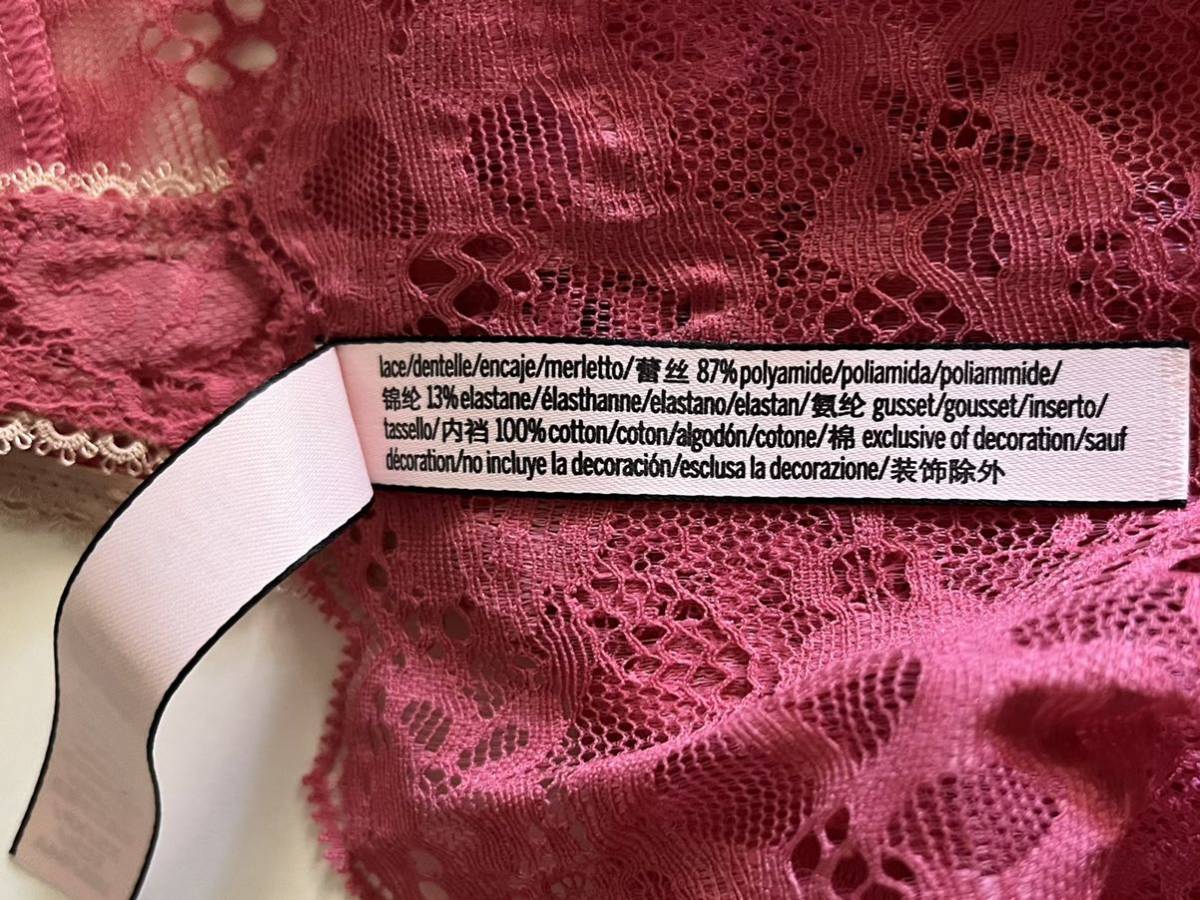 lace/dentelle/encaje/merletto/蕾丝 87% polyamide/poliamida/poliammide/
锦纶 13% elastane/élasthanne/elastano/elastan/氨纶 gusset/gousset/inserto/
tassello/内裆 100% cotton/coton/algodón/cotone/棉 exclusive of decoration/sauf
décoration/no incluye la decoración/esclusa la decorazione/装饰除外